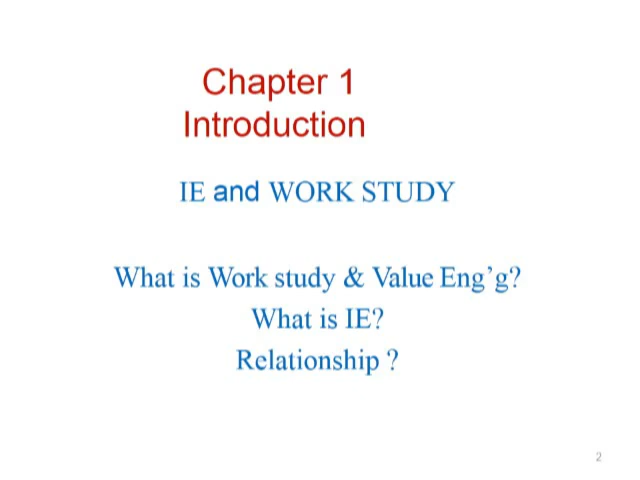 Chapter 1
Introduction
IE and WORK STUDY
What is Work study & Value Eng’g?
What is IE?
Relationship ?
2